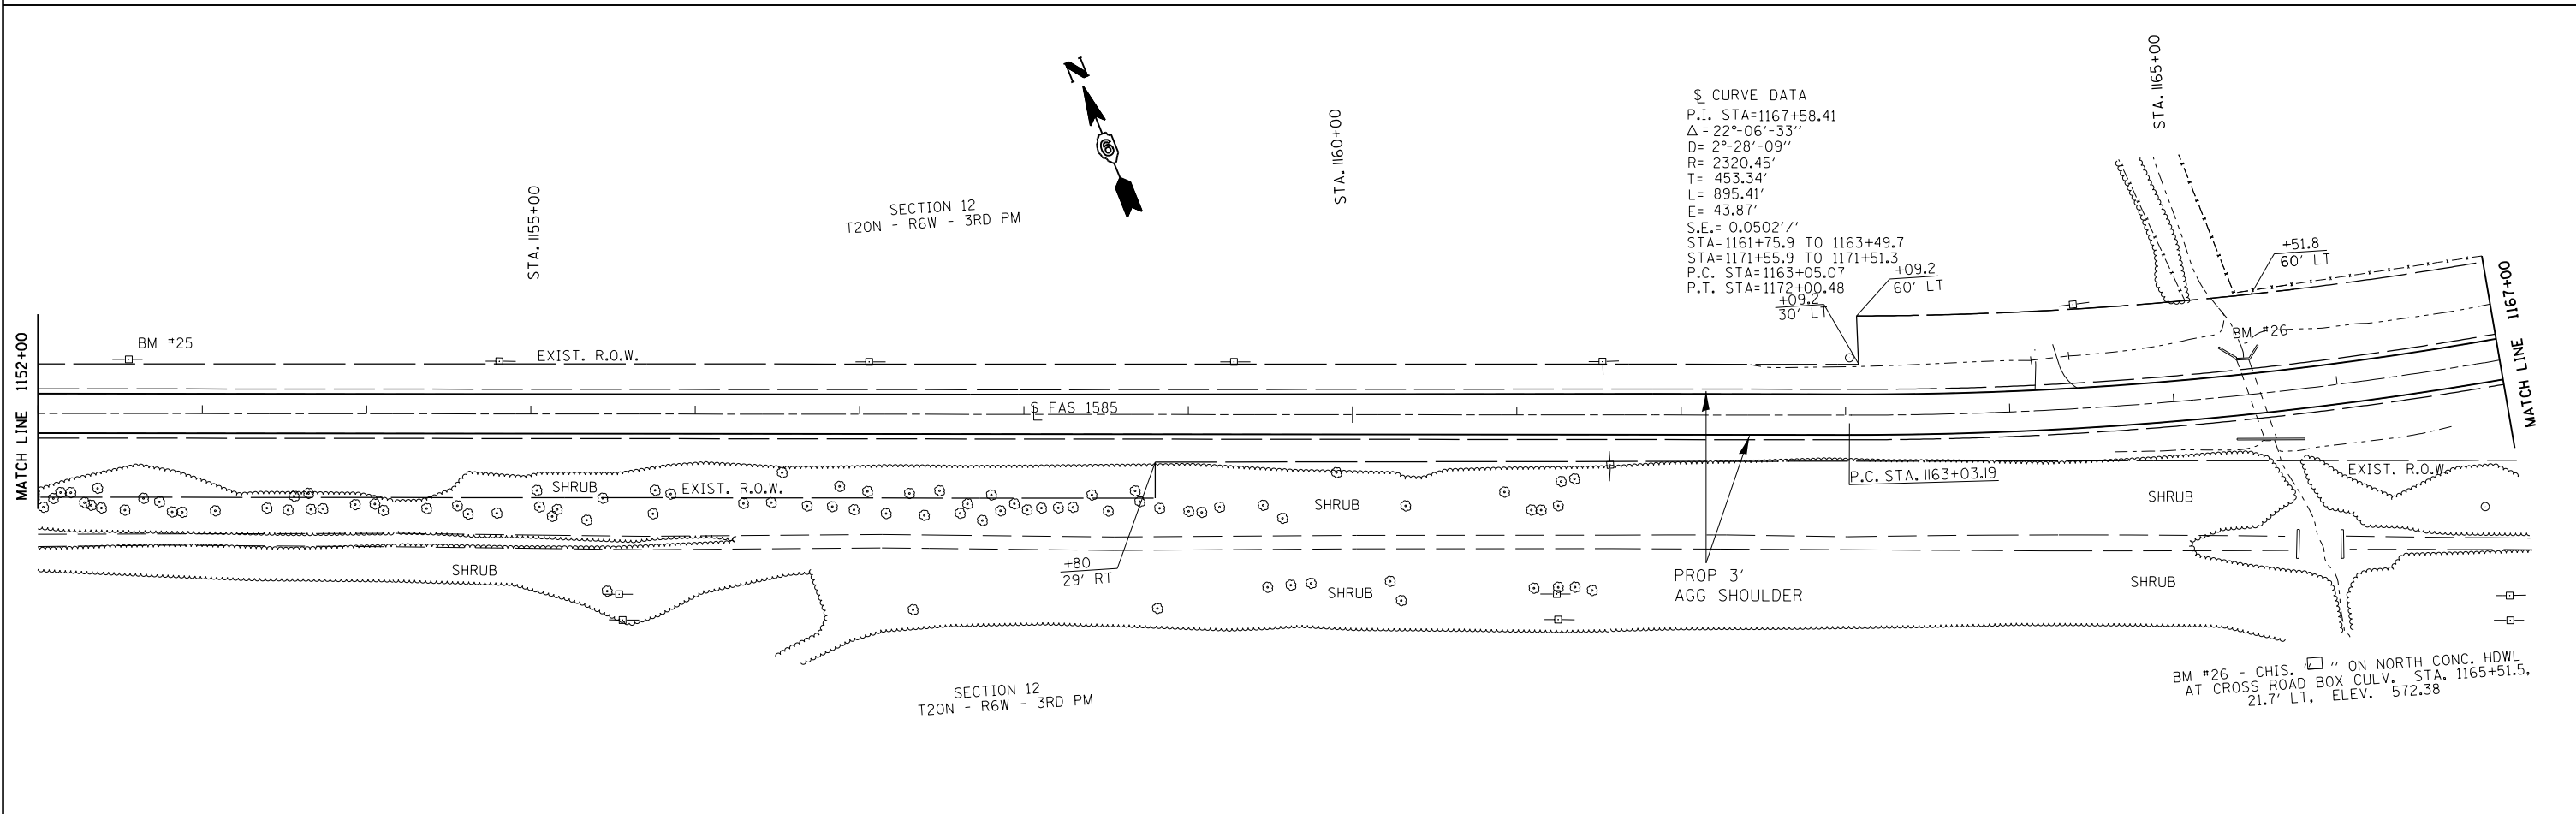 N
6
STA. 1155+00
STA. 1160+00
STA. 1165+00
SECTION 12
T20N - R6W - 3RD PM
℄ CURVE DATA
P.I. STA=1167+58.41
Δ = 22°-06'-33''
D= 2°-28'-09''
R= 2320.45'
T= 453.34'
L= 895.41'
E= 43.87'
S.E.= 0.0502'/'
STA=1161+75.9 TO 1163+49.7
STA=1171+55.9 TO 1171+51.3
P.C. STA=1163+05.07
P.T. STA=1172+00.48
+09.2
30' LT
+09.2
60' LT
+51.8
60' LT
MATCH LINE 1152+00
BM #25
EXIST. R.O.W.
BM #26
MATCH LINE 1167+00
℄ FAS 1585
P.C. STA. 1163+03.19
EXIST. R.O.W.
SHRUB
EXIST. R.O.W.
SHRUB
SHRUB
SHRUB
+80
29' RT
SHRUB
PROP 3'
AGG SHOULDER
SHRUB
SECTION 12
T20N - R6W - 3RD PM
BM #26 - CHIS. "□" ON NORTH CONC. HDWL
AT CROSS ROAD BOX CULV. STA. 1165+51.5,
21.7' LT, ELEV. 572.38